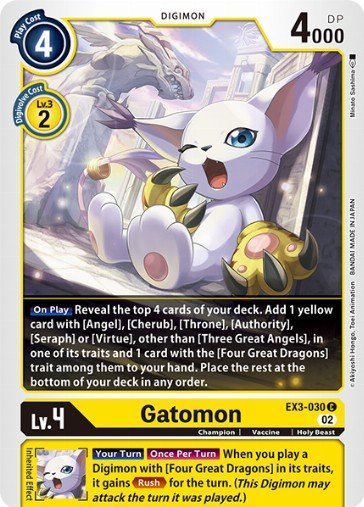 Play Cost
4
DIGIMON
4000
DP
Digivolve Cost
Lv.3
2
Minato Sashima
© Akiyoshi Hongo, Toei Animation BANDAI MADE IN JAPAN
On Play Reveal the top 4 cards of your deck. Add 1 yellow
card with [Angel], [Cherub], [Throne], [Authority],
[Seraph] or [Virtue], other than [Three Great Angels], in
one of its traits and 1 card with the [Four Great Dragons]
trait among them to your hand. Place the rest at the
bottom of your deck in any order.
EX3-030 C
Lv.4
Gatomon
02
Champion Vaccine Holy Beast
Inherited Effect
Your Turn Once Per Turn When you play a
Digimon with [Four Great Dragons] in its traits,
it gains Rush for the turn. (This Digimon may
attack the turn it was played.)